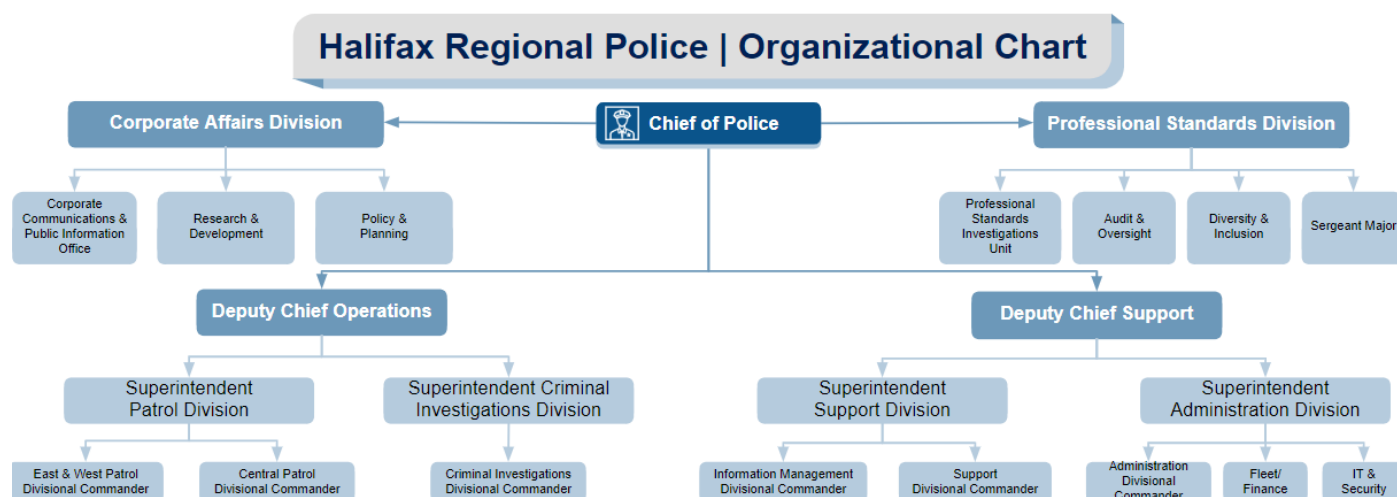 Halifax Regional Police | Organizational Chart
Corporate Affairs Division
Chief of Police
Professional Standards Division
Corporate
Communications &
Public Information
Office
Research &
Development
Policy &
Planning
Professional
Standards
Investigations
Unit
Audit &
Oversight
Diversity &
Inclusion
Sergeant Major
Deputy Chief Operations
Deputy Chief Support
Superintendent
Patrol Division
Superintendent Criminal
Investigations Division
Superintendent
Support Division
Superintendent
Administration Division
East & West Patrol
Divisional Commander
Central Patrol
Divisional Commander
Criminal Investigations
Divisional Commander
Information Management
Divisional Commander
Support
Divisional Commander
Administration
Divisional
Commander
Fleet/
Finance
IT &
Security